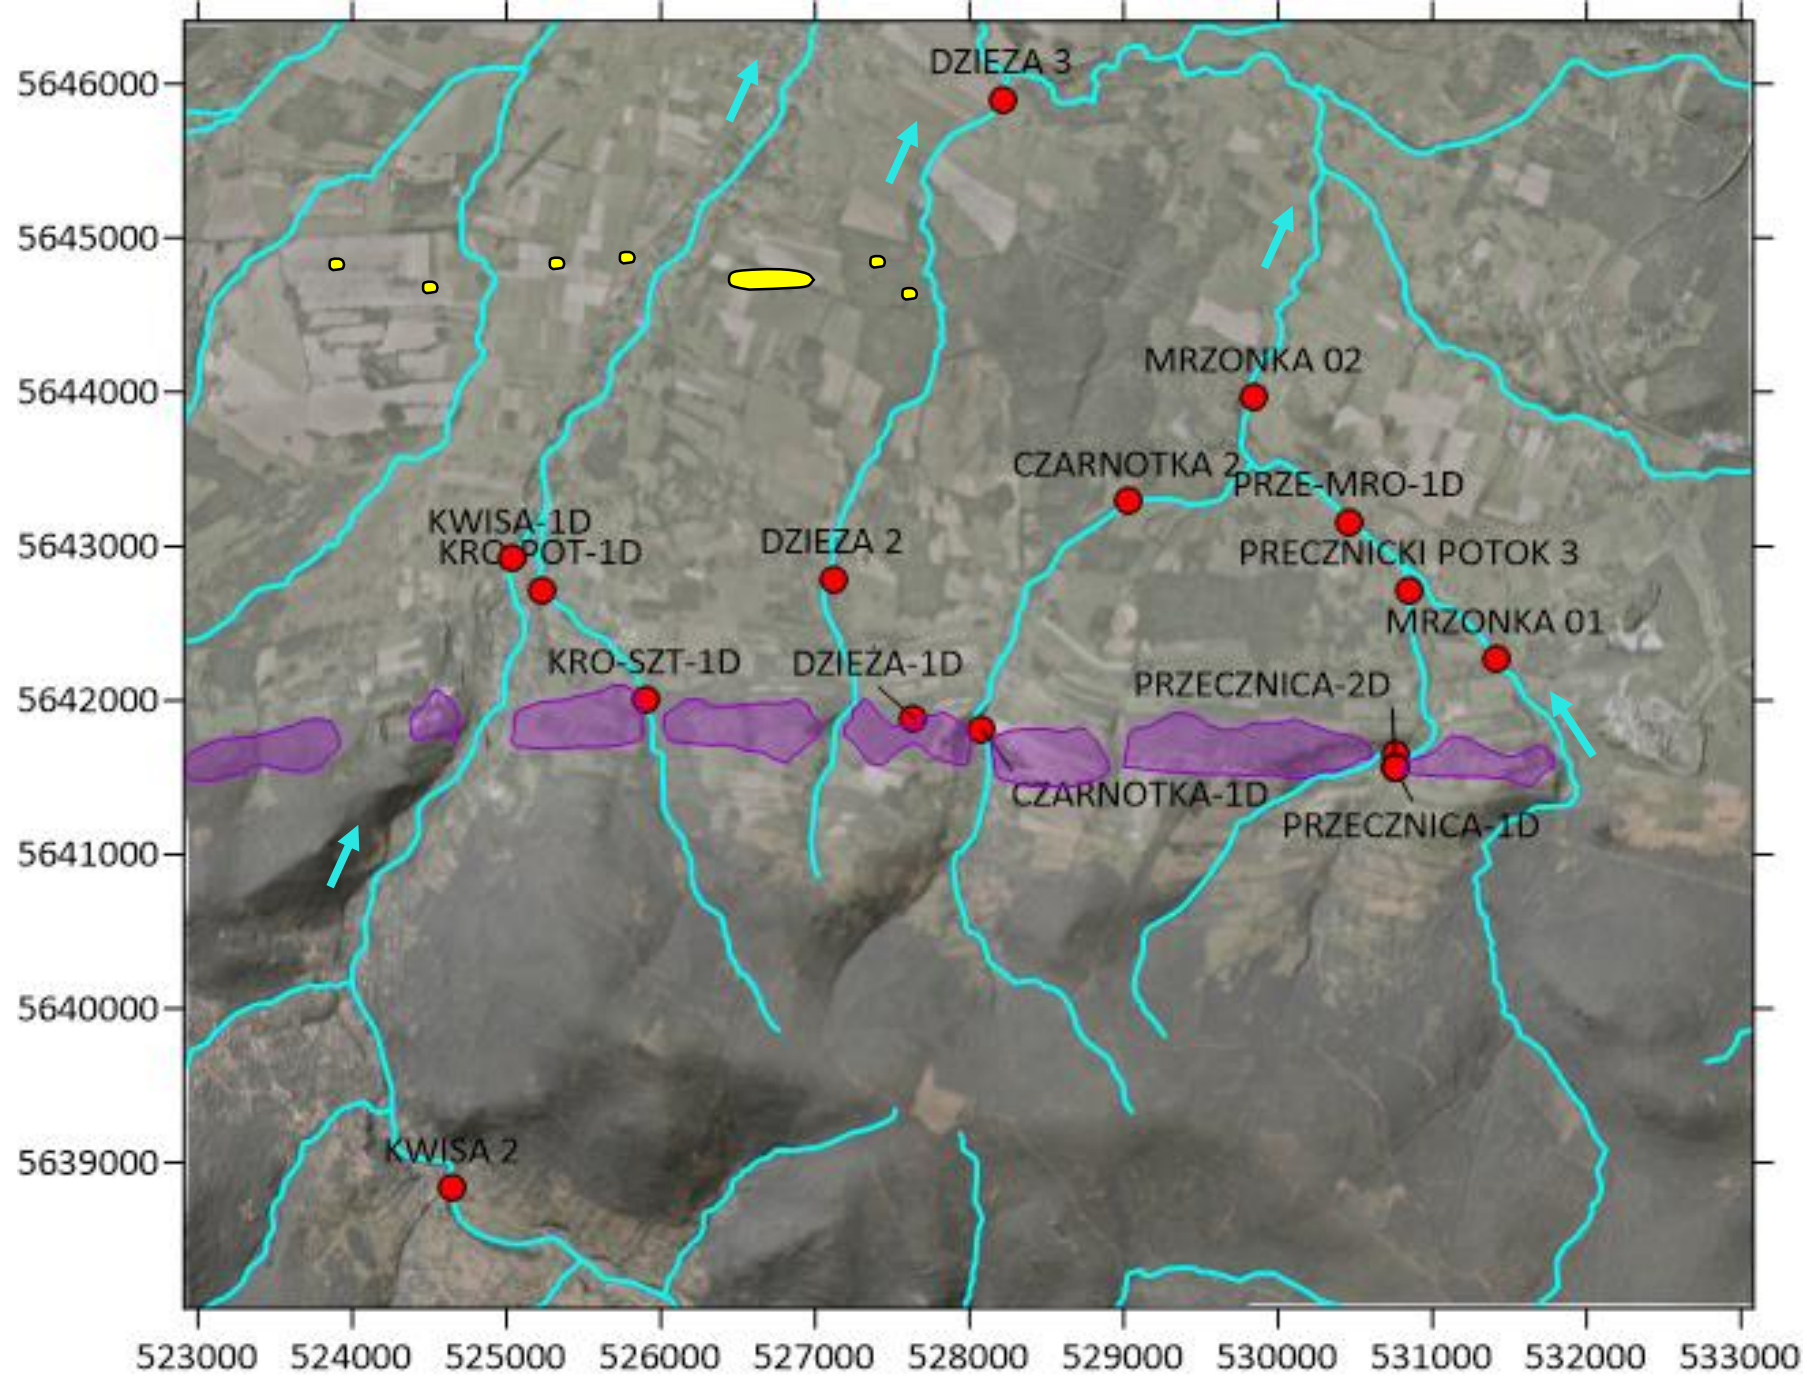 DZIEZA 3
5646000
5645000
MRZONKA 02
5644000
CZARNOTKA 2
PRZE-MRO-1D
KWISA-1D
DZIEZA 2
5643000
KRO-POT-1D
PRECZNICKI POTOK 3
MRZONKA 01
KRO-SZT-1D
DZIEZA-1D
PRZECZNICA-2D
5642000
CZARNOTKA-1D
PRZECZNICA-1D
5641000
5640000
KWISA 2
5639000
523000 524000 525000 526000 527000 528000 529000 530000 531000 532000 533000